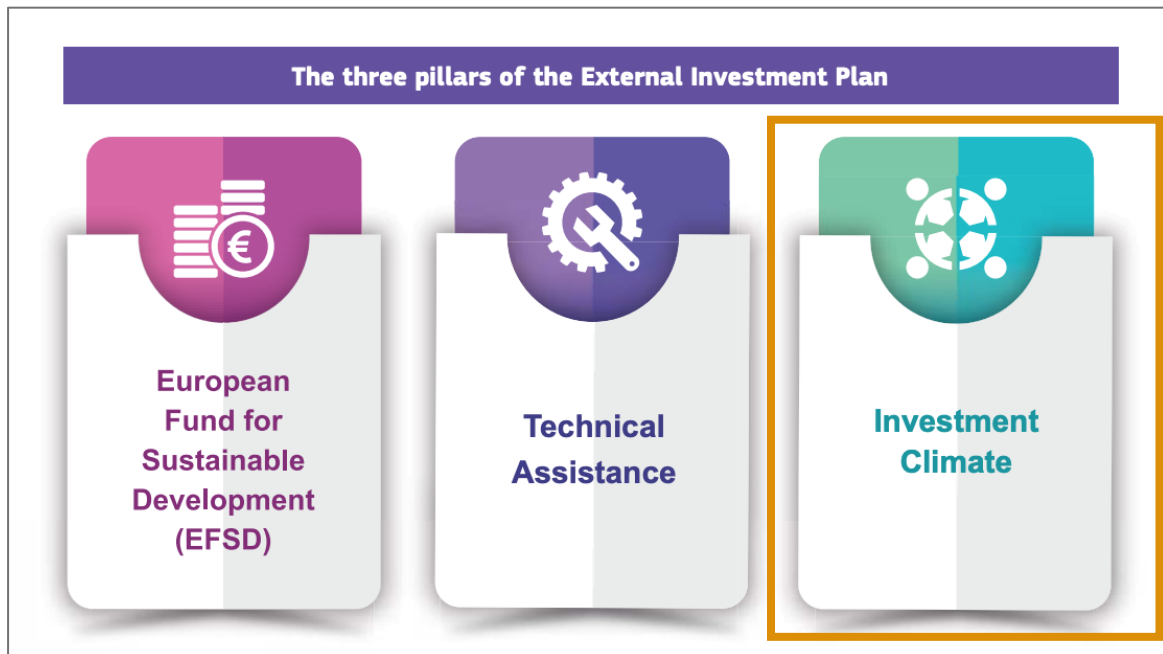 The three pillars of the External Investment Plan
€
European
Fund for
Sustainable
Development
(EFSD)
Technical
Assistance
Investment
Climate